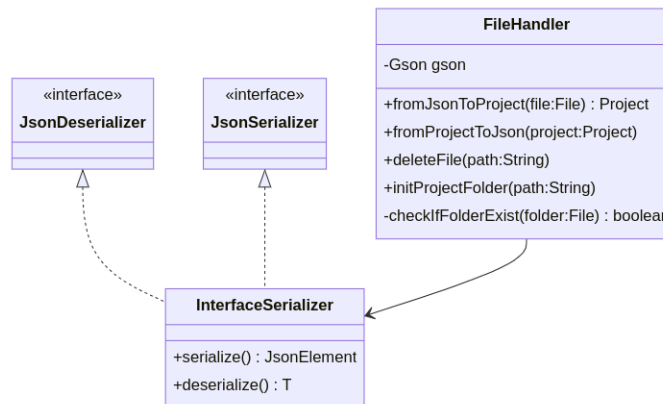 FileHandler
-Gson gson
+fromJsonToProject(file:File) : Project
+fromProjectToJson(project:Project)
+deleteFile(path:String)
+initProjectFolder(path:String)
-checkIfFolderExist(folder:File) : boolean
«interface»
JsonDeserializer
«interface»
JsonSerializer
InterfaceSerializer
+serialize() : JsonElement
+deserialize() : T